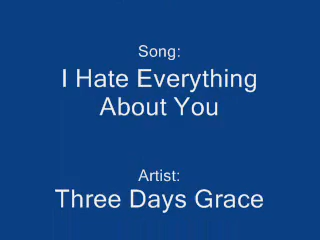 Song:
I Hate Everything
About You
Artist:
Three Days Grace